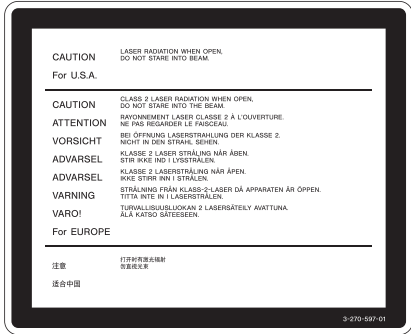 CAUTION LASER RADIATION WHEN OPEN,
DO NOT STARE INTO BEAM.
For U.S.A.
CAUTION CLASS 2 LASER RADIATION WHEN OPEN,
DO NOT STARE INTO THE BEAM.
ATTENTION RAYONNEMENT LASER CLASSE 2 À L'OUVERTURE.
NE PAS REGARDER LE FAISCEAU.
VORSICHT BEI ÖFFNUNG LASERSTRAHLUNG DER KLASSE 2.
NICHT IN DEN STRAHL SEHEN.
ADVARSEL KLASSE 2 LASER STRÅLING NÅR ÅBEN.
STIR IKKE IND I LYSSTRÅLEN.
ADVARSEL KLASSE 2 LASERSTRÅLING NÅR ÅPEN.
IKKE STIRR INN I STRÅLEN.
VARNING STRÅLNING FRÅN KLASS-2-LASER DÅ APPARATEN ÄR ÖPPEN.
TITTA INTE IN I LASERSTRÅLEN.
VARO! TURVALLISUUSLUOKAN 2 LASERSÄTEILY AVATTUNA.
ÄLÄ KATSO SÄTEESEEN.
For EUROPE
注意 打开时有激光辐射
勿直视光束
适合中国
3-270-597-01